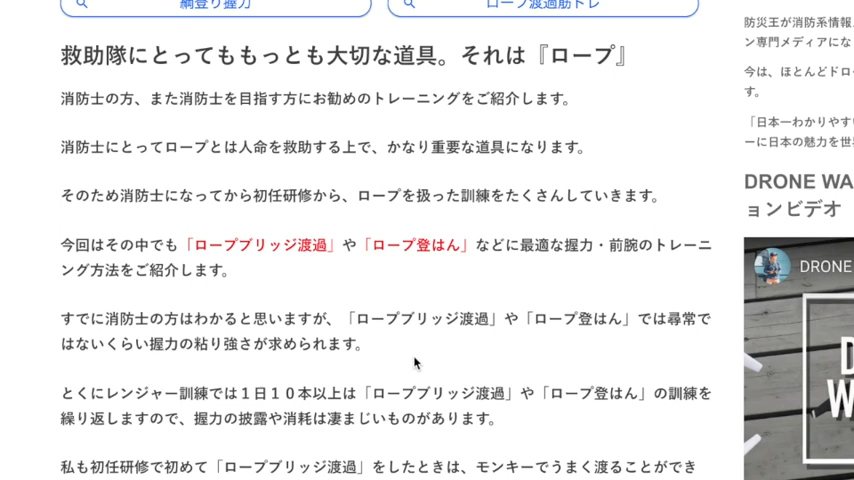 綱登り握力
ロープ渡過筋トレ
救助隊にとってももっとも大切な道具。それは『ロープ』
消防士の方、また消防士を目指す方にお勧めのトレーニングをご紹介します。
消防士にとってロープとは人命を救助する上で、かなり重要な道具になります。
そのため消防士になってから初任研修から、ロープを扱った訓練をたくさんしていきます。
今回はその中でも「ロープブリッジ渡過」や「ロープ登はん」などに最適な握力・前腕のトレーニ
ング方法をご紹介します。
すでに消防士の方はわかると思いますが、「ロープブリッジ渡過」や「ロープ登はん」では尋常で
はないくらい握力の粘り強さが求められます。
とくにレンジャー訓練では１日１０本以上は「ロープブリッジ渡過」や「ロープ登はん」の訓練を
繰り返しますので、握力の披露や消耗は凄まじいものがあります。
私も初任研修で初めて「ロープブリッジ渡過」をしたときは、モンキーでうまく渡ることができ
防災王が消防系情報
ン専門メディアにな
今は、ほとんどドロー
す。
「日本一わかりやす
ーに日本の魅力を世
DRONE WA
ョンビデオ
DRONE
D
W